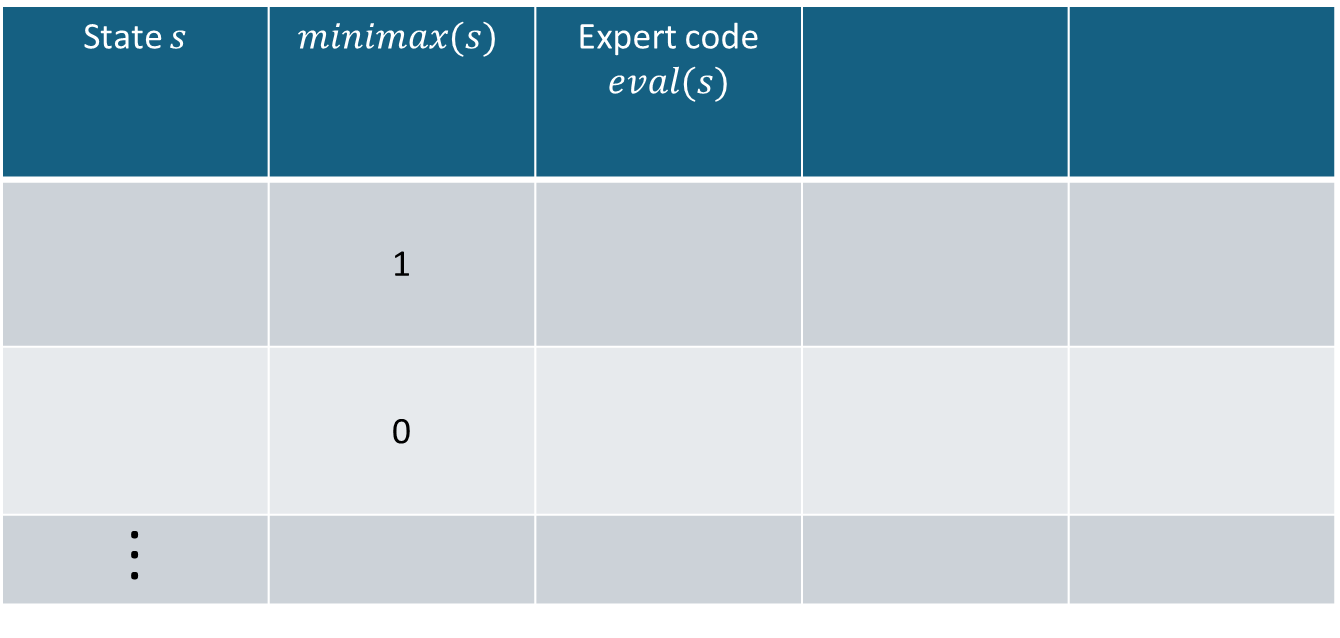 State s
minimax(s)
Expert code
eval(s)
1
0
⋮